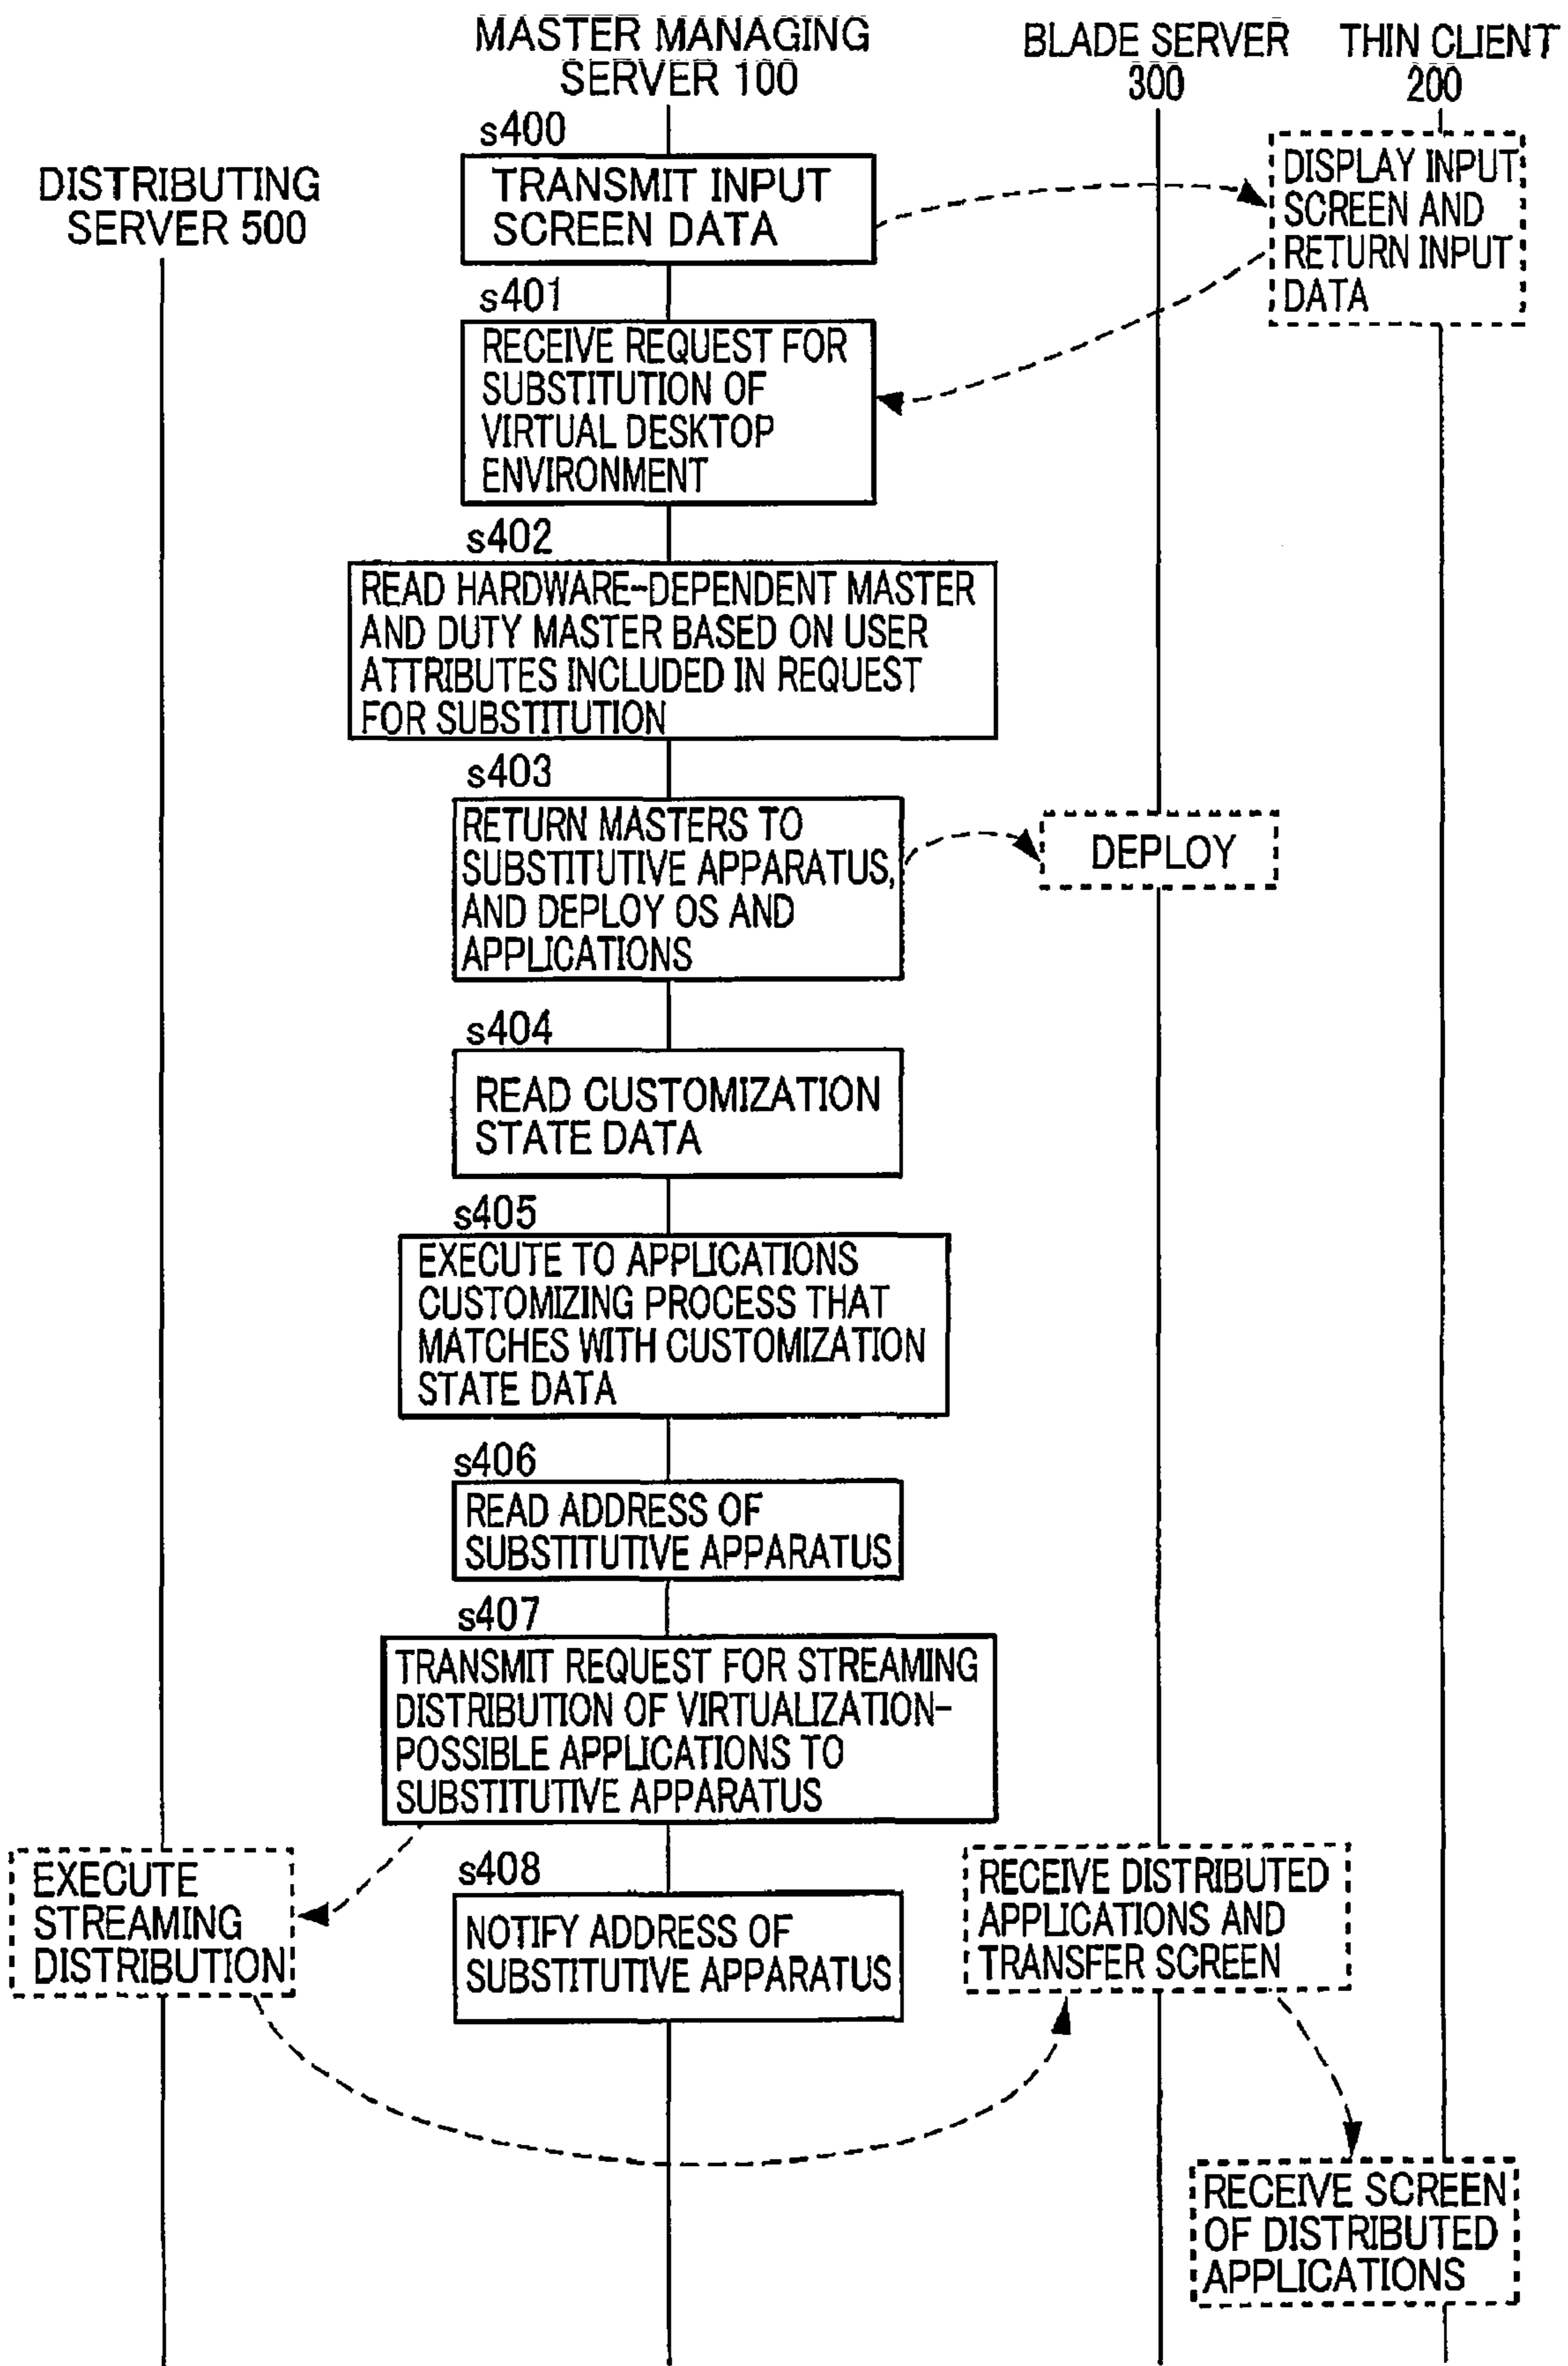 MASTER MANAGING
SERVER 100
BLADE SERVER
300
THIN CLIENT
200
DISTRIBUTING
SERVER 500
s400
TRANSMIT INPUT
SCREEN DATA
DISPLAY INPUT
SCREEN AND
RETURN INPUT
DATA
s401
RECEIVE REQUEST FOR
SUBSTITUTION OF
VIRTUAL DESKTOP
ENVIRONMENT
s402
READ HARDWARE-DEPENDENT MASTER
AND DUTY MASTER BASED ON USER
ATTRIBUTES INCLUDED IN REQUEST
FOR SUBSTITUTION
s403
RETURN MASTERS TO
SUBSTITUTIVE APPARATUS,
AND DEPLOY OS AND
APPLICATIONS
DEPLOY
s404
READ CUSTOMIZATION
STATE DATA
s405
EXECUTE TO APPLICATIONS
CUSTOMIZING PROCESS THAT
MATCHES WITH CUSTOMIZATION
STATE DATA
s406
READ ADDRESS OF
SUBSTITUTIVE APPARATUS
s407
TRANSMIT REQUEST FOR STREAMING
DISTRIBUTION OF VIRTUALIZATION-
POSSIBLE APPLICATIONS TO
SUBSTITUTIVE APPARATUS
EXECUTE
STREAMING
DISTRIBUTION
s408
NOTIFY ADDRESS OF
SUBSTITUTIVE APPARATUS
RECEIVE DISTRIBUTED
APPLICATIONS AND
TRANSFER SCREEN
RECEIVE SCREEN
OF DISTRIBUTED
APPLICATIONS